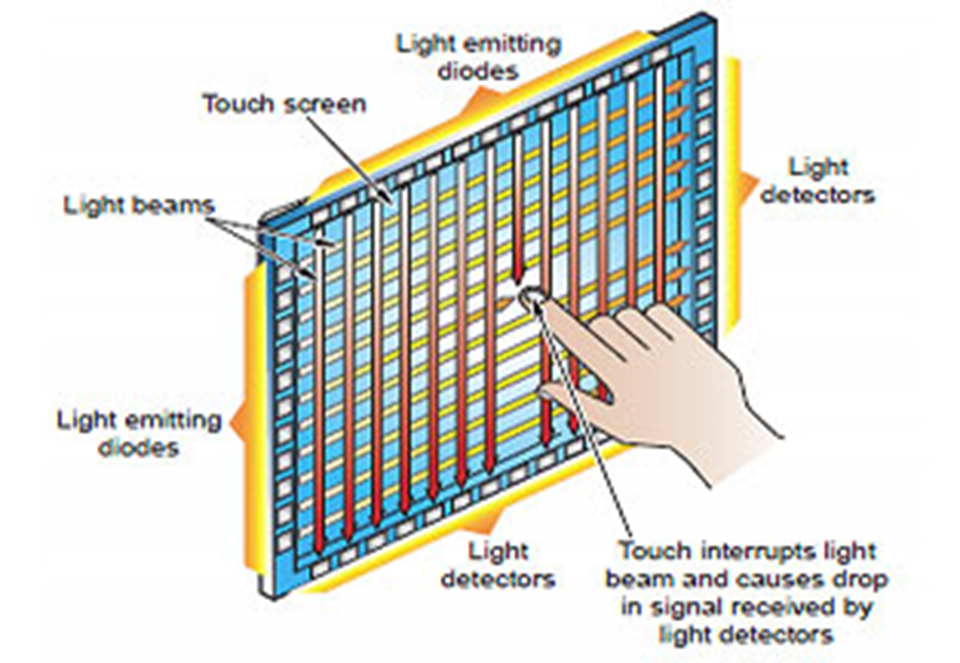 Light emitting
diodes
Touch screen
Light
detectors
Light beams
Light emitting
diodes
Light
detectors
Touch interrupts light
beam and causes drop
in signal received by
light detectors